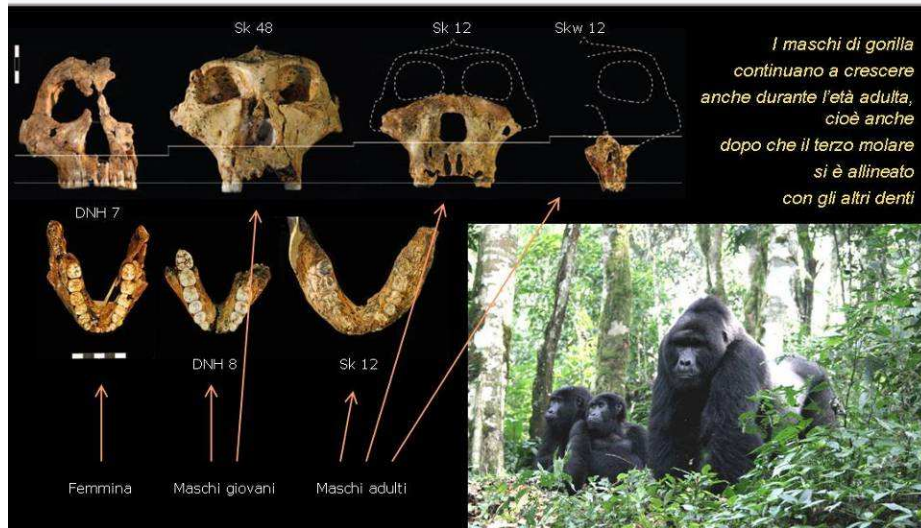 Sk 48
Sk 12
Skw 12
I maschi di gorilla
continuano a crescere
anche durante l'età adulta,
cioè anche
dopo che il terzo molare
si è allineato
con gli altri denti
DNH 7
DNH 8
Sk 12
Femmina
Maschi giovani
Maschi adulti